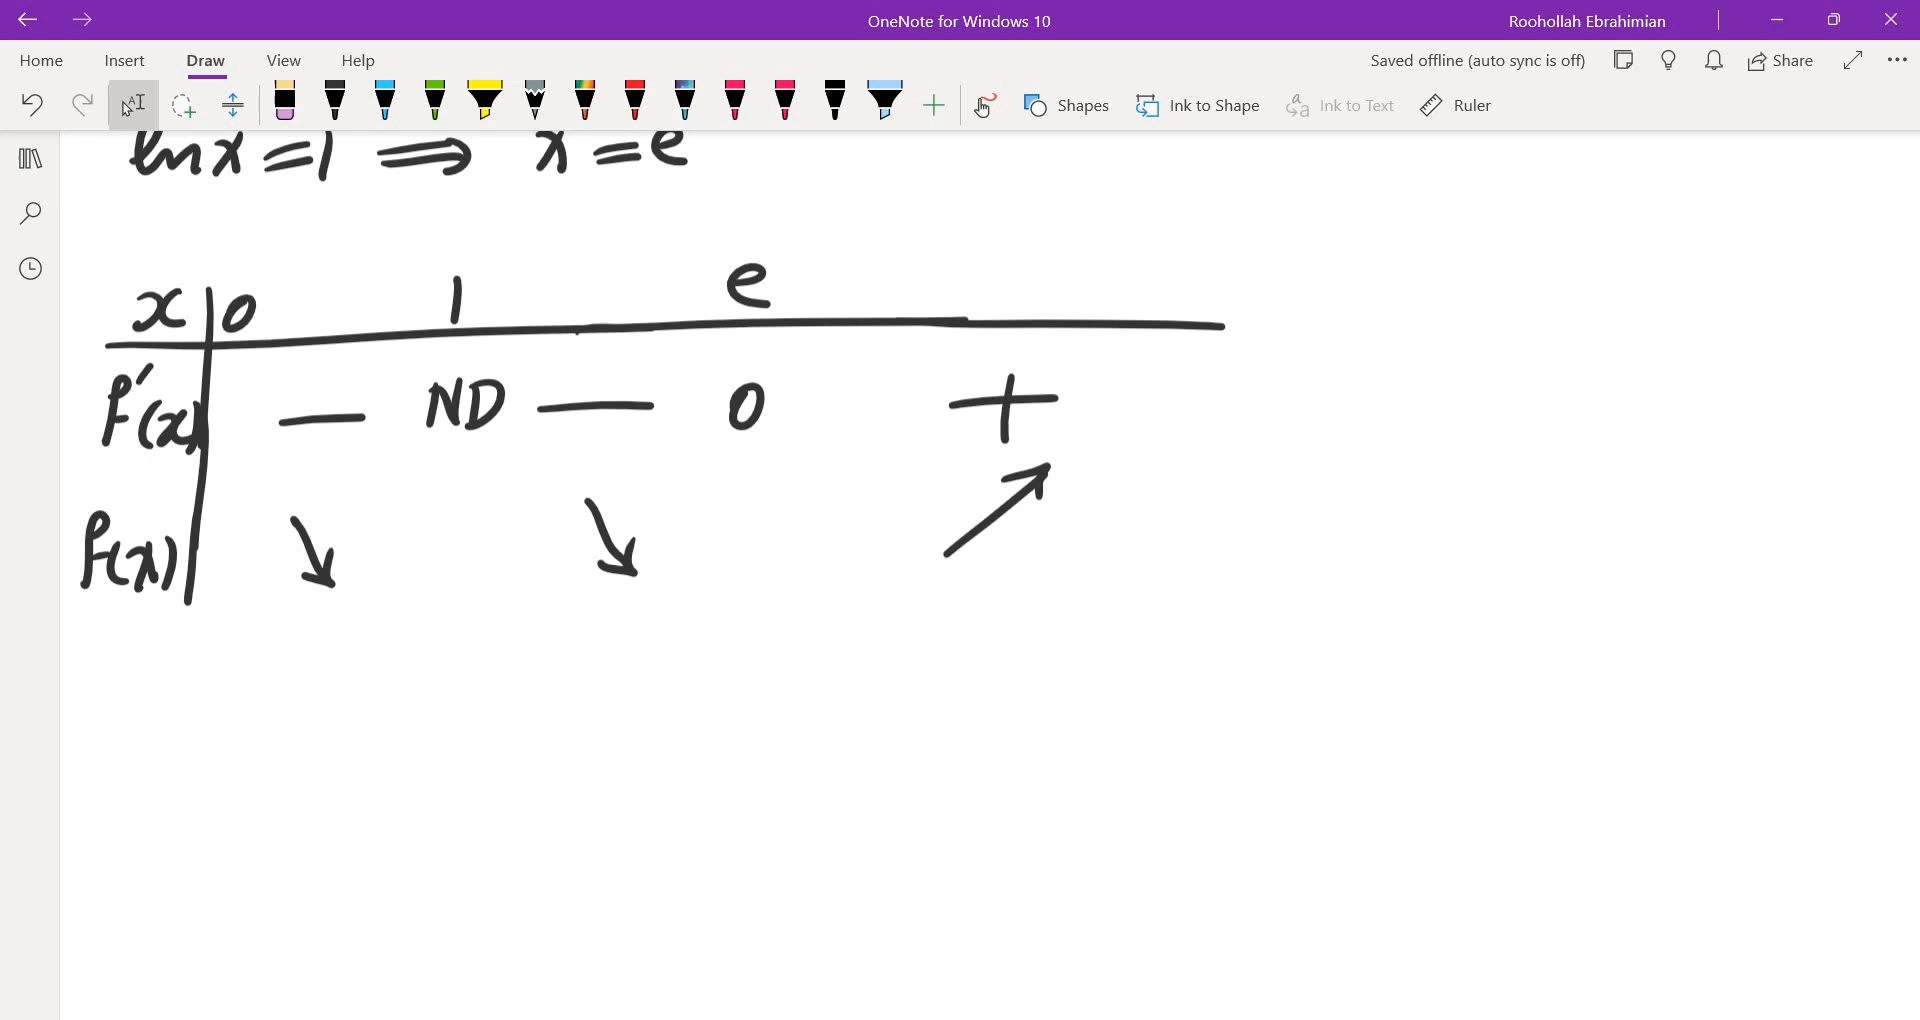 OneNote for Windows 10
Roohollah Ebrahimian
Home Insert Draw View Help
Saved offline (auto sync is off) Share
Shapes Ink to Shape Ink to Text Ruler
ln x = 1 ⟹ x = e
x | 0 1 e
f'(x) | — ND — 0 +
f(x) | ↘ ↘ ↗